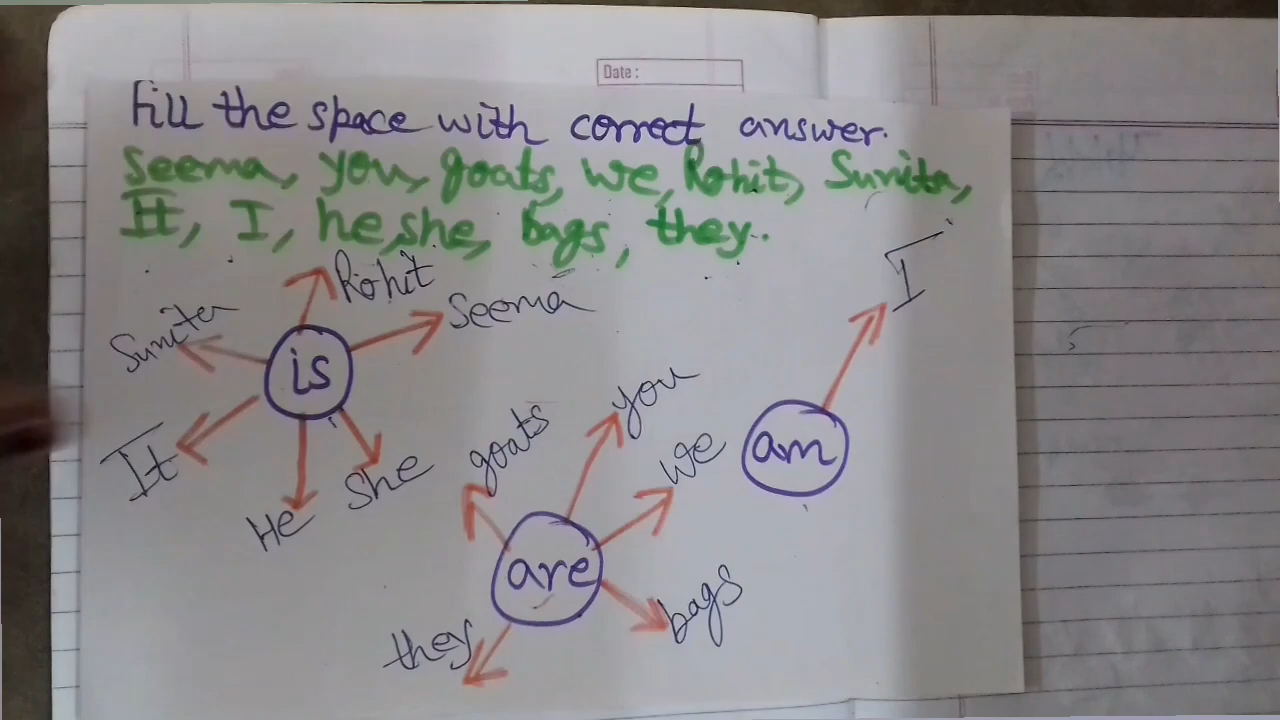 Date :
Fill the space with correct answer.
Seema, you, goats, we, Rohit, Sunita,
It, I, he, she, bags, they.
Rohit
Seema
Sunita
is
It
He
She
I
am
you
goats
we
are
bags
they